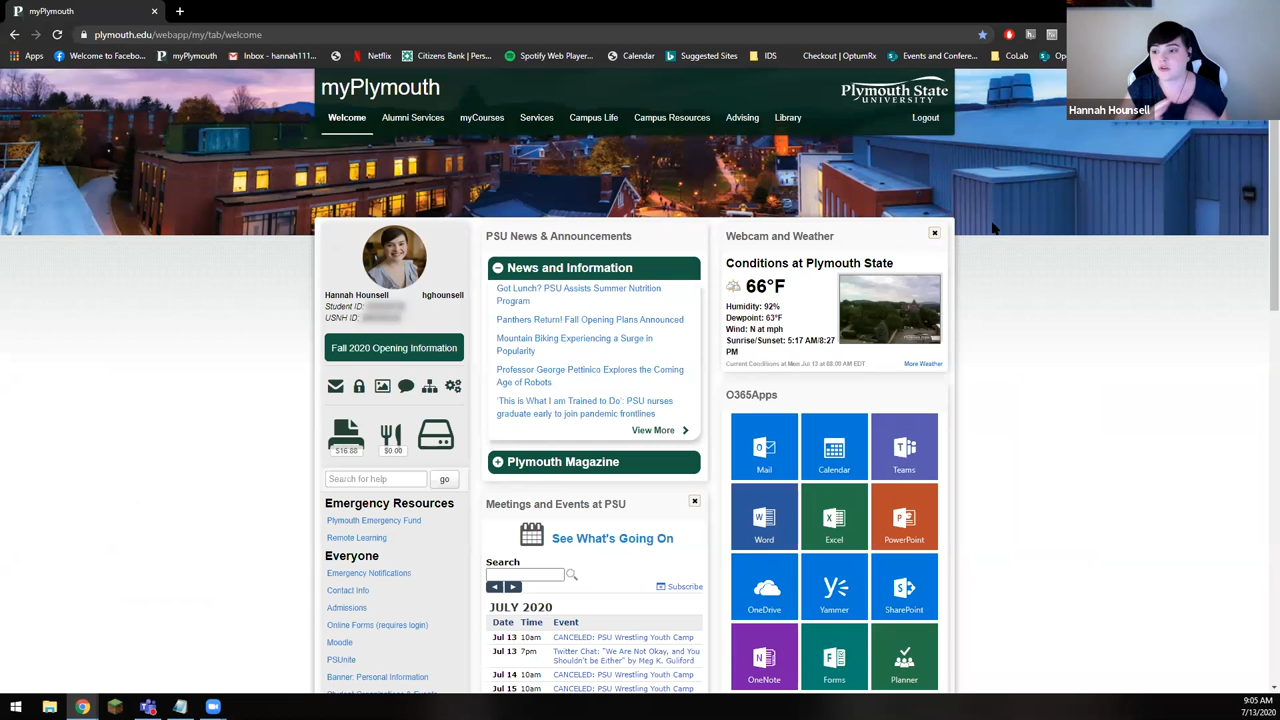 myPlymouth
plymouth.edu/webapp/my/tab/welcome
Apps
Welcome to Facebo...
myPlymouth
Inbox - hannah111...
Netflix
Citizens Bank | Pers...
Spotify Web Player...
Calendar
Suggested Sites
IDS
Checkout | OptumRx
Events and Confere...
CoLab
Hannah Hounsell
myPlymouth
Plymouth State
UNIVERSITY
Welcome
Alumni Services
myCourses
Services
Campus Life
Campus Resources
Advising
Library
Logout
Hannah Hounsell
hghounsell
Student ID:
USNH ID:
Fall 2020 Opening Information
$16.88
$0.00
Search for help
go
Emergency Resources
Plymouth Emergency Fund
Remote Learning
Everyone
Emergency Notifications
Contact Info
Admissions
Online Forms (requires login)
Moodle
PSUnite
Banner: Personal Information
PSU News & Announcements
News and Information
Got Lunch? PSU Assists Summer Nutrition
Program
Panthers Return! Fall Opening Plans Announced
Mountain Biking Experiencing a Surge in
Popularity
Professor George Pettinico Explores the Coming
Age of Robots
'This is What I am Trained to Do': PSU nurses
graduate early to join pandemic frontlines
View More
Plymouth Magazine
Meetings and Events at PSU
See What's Going On
Search
Subscribe
JULY 2020
Date Time Event
Jul 13 10am CANCELED: PSU Wrestling Youth Camp
Jul 13 7pm Twitter Chat: "We Are Not Okay, and You
Shouldn't be Either" by Meg K. Guliford
Jul 14 10am CANCELED: PSU Wrestling Youth Camp
Jul 15 10am CANCELED: PSU Wrestling Youth Camp
Webcam and Weather
Conditions at Plymouth State
66°F
Humidity: 92%
Dewpoint: 63°F
Wind: N at mph
Sunrise/Sunset: 5:17 AM/8:27
PM
More Weather
O365Apps
Mail
Calendar
Teams
Word
Excel
PowerPoint
OneDrive
Yammer
SharePoint
OneNote
Forms
Planner
9:05 AM
7/13/2020